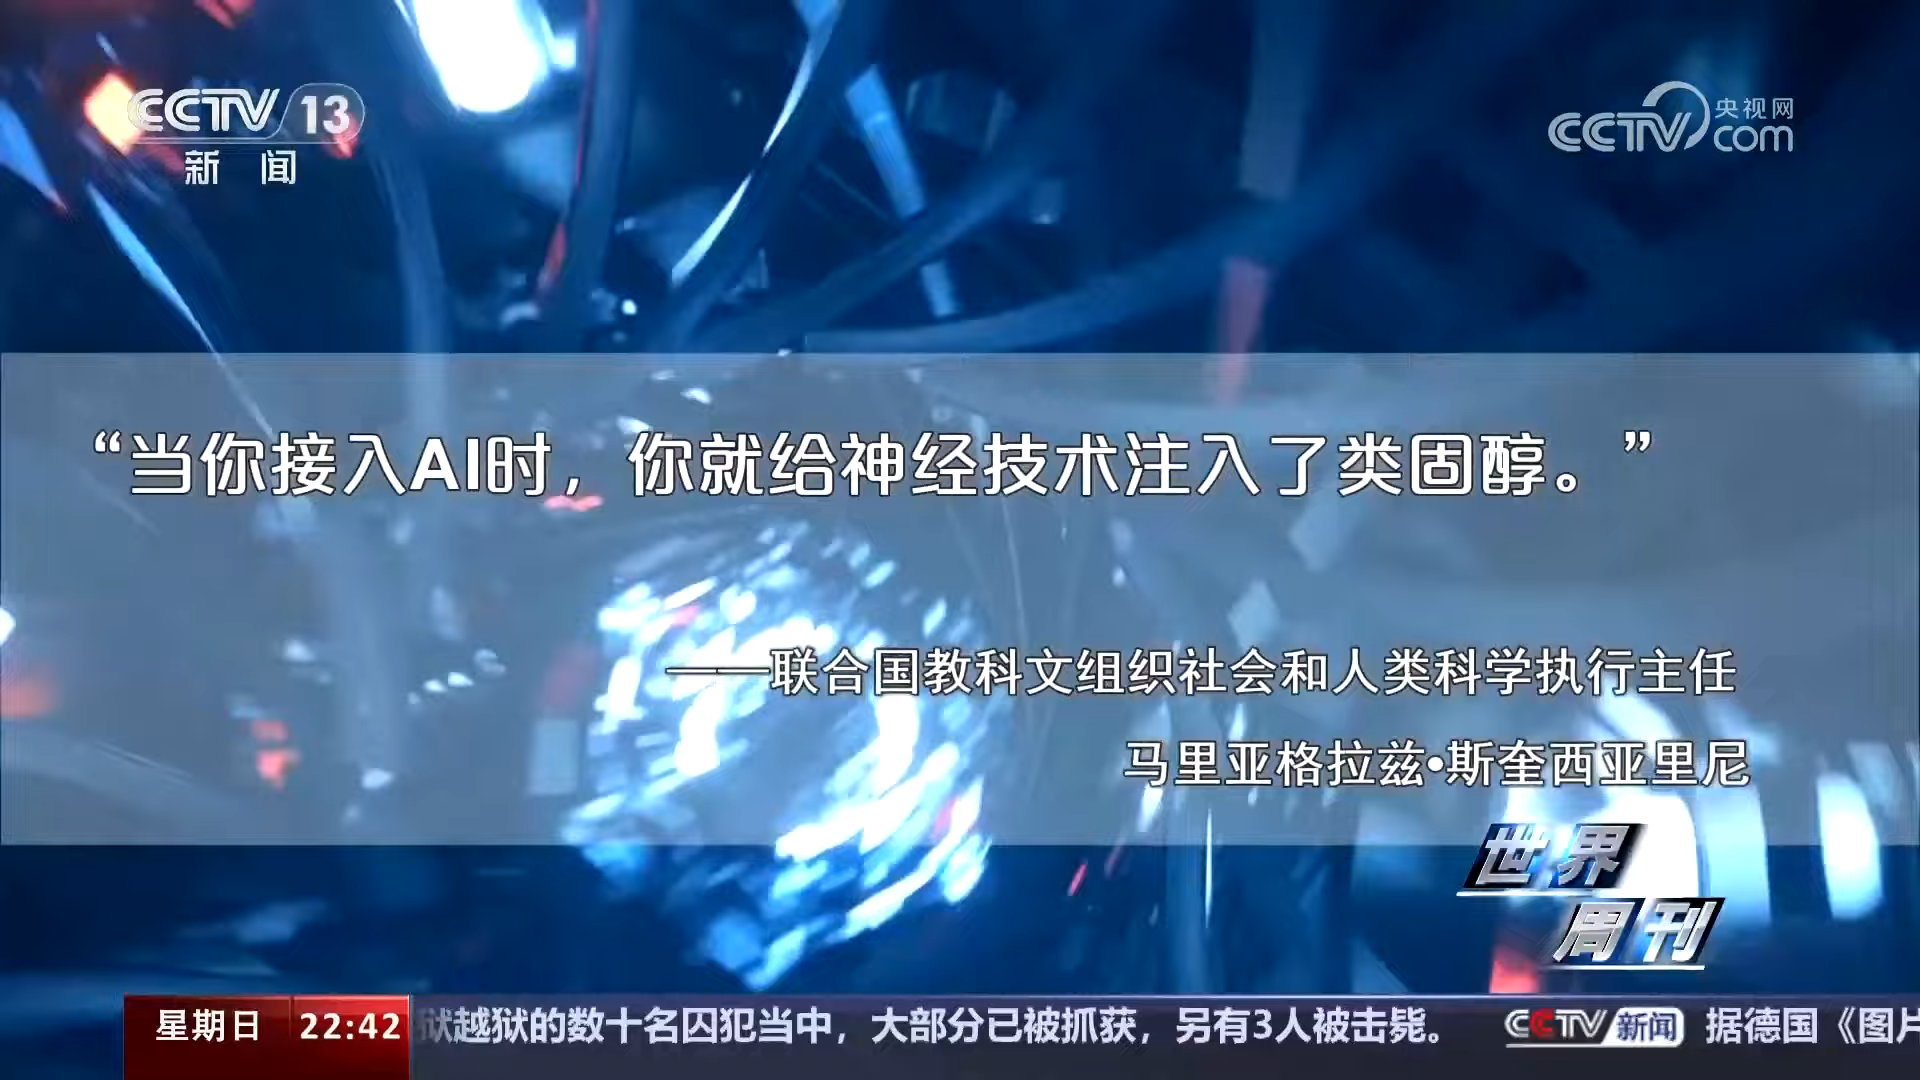 CCTV 13
新闻
央视网
CCTV.com
“当你接入AI时，你就给神经技术注入了类固醇。”
——联合国教科文组织社会和人类科学执行主任
马里亚格拉兹•斯奎西亚里尼
世界
周刊
星期日 22:42 狱越狱的数十名囚犯当中，大部分已被抓获，另有3人被击毙。 CCTV新闻 据德国《图片